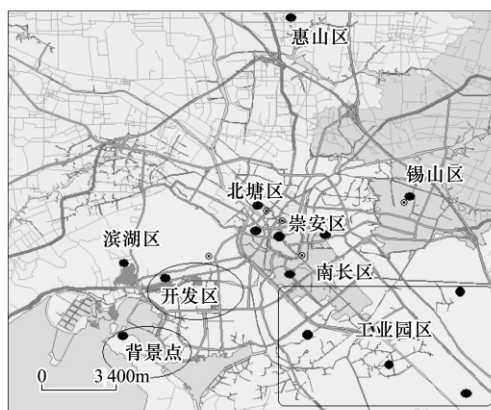 惠山区
锡山区
北塘区
崇安区
滨湖区
南长区
开发区
工业园区
背景点
0 3 400m